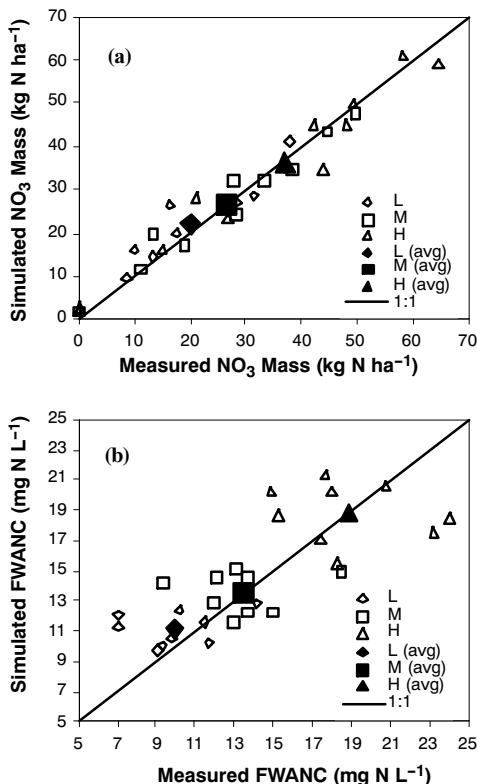 (a)
Simulated NO3 Mass (kg N ha–1)
70
60
50
40
30
20
10
0
L
M
H
L (avg)
M (avg)
H (avg)
1:1
0 10 20 30 40 50 60 70
Measured NO3 Mass (kg N ha–1)
(b)
Simulated FWANC (mg N L–1)
25
23
21
19
17
15
13
11
9
7
5
L
M
H
L (avg)
M (avg)
H (avg)
1:1
5 7 9 11 13 15 17 19 21 23 25
Measured FWANC (mg N L–1)